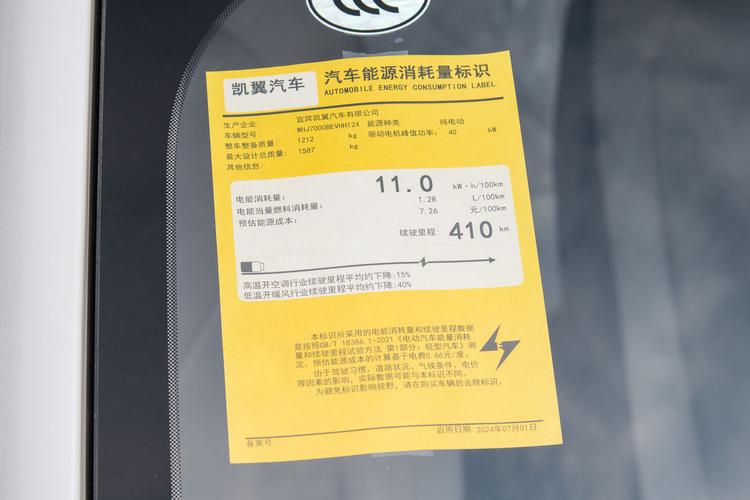 凯翼汽车
汽车能源消耗量标识
AUTOMOBILE ENERGY CONSUMPTION LABEL
生产企业: 宜宾凯翼汽车有限公司
车辆型号: WHJ7000BEVHH124 能源种类: 纯电动
整车整备质量: 1212 kg 驱动电机峰值功率: 40 kW
最大设计总质量: 1587 kg
其他信息:
电能消耗量: 11.0 kW·h/100km
电能当量燃料消耗量: 1.28 L/100km
预估能源成本: 7.26 元/100km
续驶里程: 410 km
高温开空调行业续驶里程平均约下降:15%
低温开暖风行业续驶里程平均约下降:40%
本标识所采用的电能消耗量和续驶里程数据
是按照GB/T 18386.1-2021《电动汽车能量消耗
量和续驶里程试验方法 第1部分: 轻型汽车》测
定。预估能源成本的计算基于电费0.66元/度。
由于驾驶习惯、道路状况、气候条件、电价
等因素的影响，实际数据可能与本标识不同。
为避免标识影响视野，请在购买车辆后去除标识。
备案号:
启用日期: 2024年07月01日